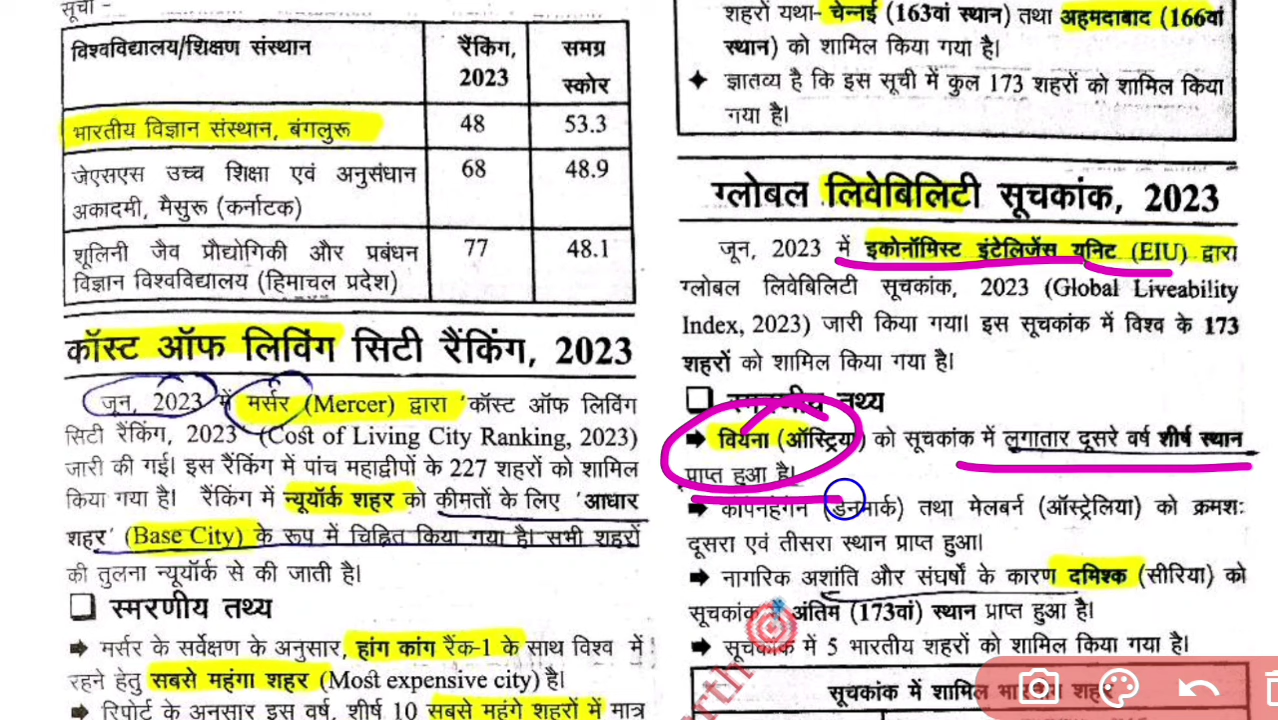 सूची -
विश्वविद्यालय/शिक्षण संस्थान | रैंकिंग, 2023 | समग्र स्कोर
भारतीय विज्ञान संस्थान, बंगलुरू | 48 | 53.3
जेएसएस उच्च शिक्षा एवं अनुसंधान अकादमी, मैसुरू (कर्नाटक) | 68 | 48.9
शूलिनी जैव प्रौद्योगिकी और प्रबंधन विज्ञान विश्वविद्यालय (हिमाचल प्रदेश) | 77 | 48.1
कॉस्ट ऑफ लिविंग सिटी रैंकिंग, 2023
जून, 2023 में मर्सर (Mercer) द्वारा 'कॉस्ट ऑफ लिविंग
सिटी रैंकिंग, 2023' (Cost of Living City Ranking, 2023)
जारी की गई। इस रैंकिंग में पांच महाद्वीपों के 227 शहरों को शामिल
किया गया है। रैंकिंग में न्यूयॉर्क शहर को कीमतों के लिए 'आधार
शहर' (Base City) के रूप में चिह्नित किया गया है। सभी शहरों
की तुलना न्यूयॉर्क से की जाती है।
❑ स्मरणीय तथ्य
➡ मर्सर के सर्वेक्षण के अनुसार, हांग कांग रैंक-1 के साथ विश्व में
रहने हेतु सबसे महंगा शहर (Most expensive city) है।
➡ रिपोर्ट के अनुसार इस वर्ष, शीर्ष 10 सबसे महंगे शहरों में मात्र
शहरों यथा- चेन्नई (163वां स्थान) तथा अहमदाबाद (166वां
स्थान) को शामिल किया गया है।
✦ ज्ञातव्य है कि इस सूची में कुल 173 शहरों को शामिल किया
गया है।
ग्लोबल लिवेबिलिटी सूचकांक, 2023
जून, 2023 में इकोनॉमिस्ट इंटेलिजेंस यूनिट (EIU) द्वारा
ग्लोबल लिवेबिलिटी सूचकांक, 2023 (Global Liveability
Index, 2023) जारी किया गया। इस सूचकांक में विश्व के 173
शहरों को शामिल किया गया है।
❑ स्मरणीय तथ्य
➡ वियना (ऑस्ट्रिया) को सूचकांक में लगातार दूसरे वर्ष शीर्ष स्थान
प्राप्त हुआ है।
➡ कोपेनहेगेन (डेनमार्क) तथा मेलबर्न (ऑस्ट्रेलिया) को क्रमशः
दूसरा एवं तीसरा स्थान प्राप्त हुआ।
➡ नागरिक अशांति और संघर्षों के कारण दमिश्क (सीरिया) को
सूचकांक में अंतिम (173वां) स्थान प्राप्त हुआ है।
➡ सूचकांक में 5 भारतीय शहरों को शामिल किया गया है।
सूचकांक में शामिल भारतीय शहर